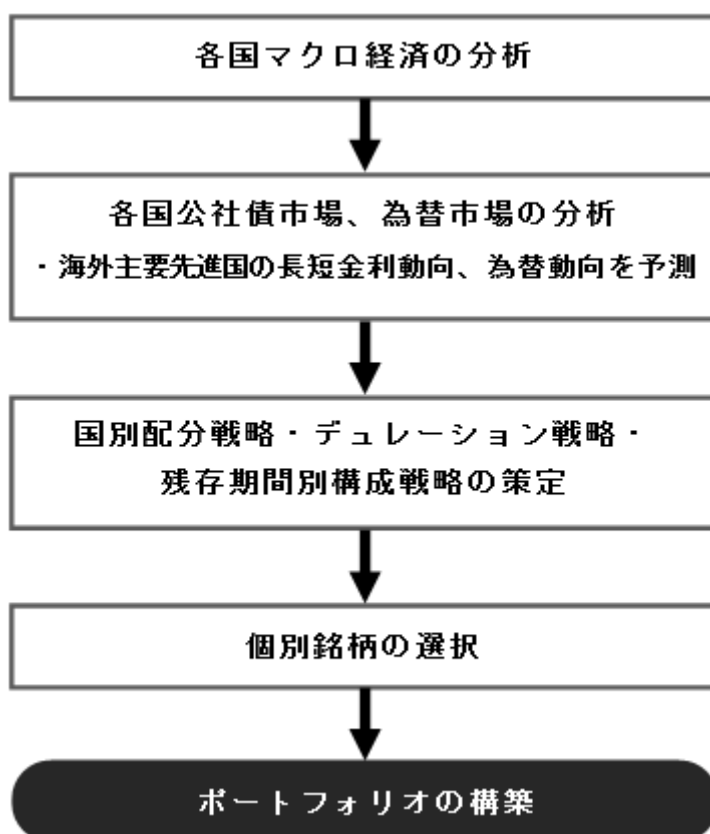 各国マクロ経済の分析
各国公社債市場、為替市場の分析
・海外主要先進国の長短金利動向、為替動向を予測
国別配分戦略・デュレーション戦略・
残存期間別構成戦略の策定
個別銘柄の選択
ポートフォリオの構築